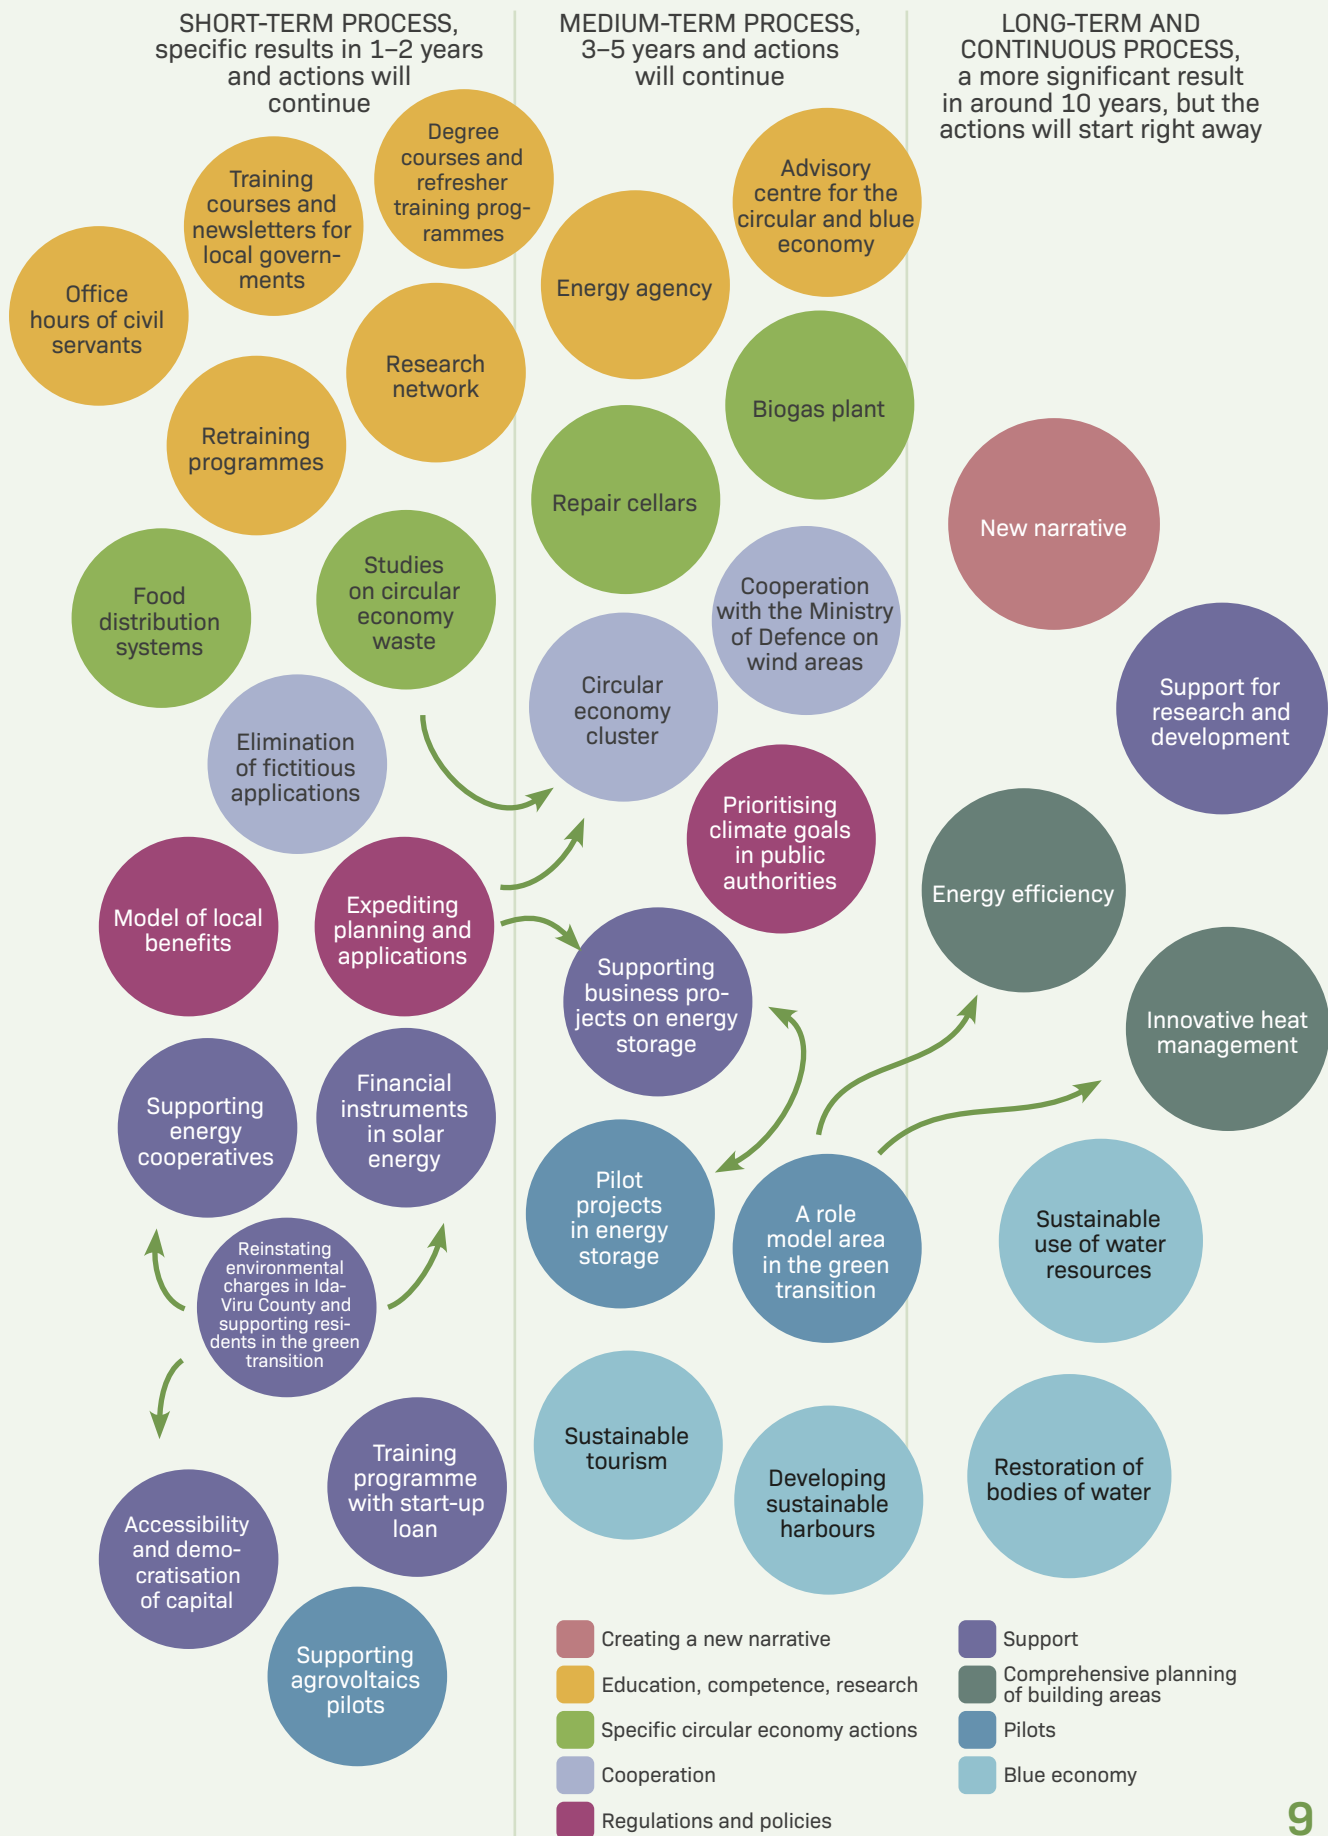 SHORT-TERM PROCESS,
specific results in 1–2 years
and actions will
continue
MEDIUM-TERM PROCESS,
3–5 years and actions
will continue
LONG-TERM AND
CONTINUOUS PROCESS,
a more significant result
in around 10 years, but the
actions will start right away
Degree
courses and
refresher
training prog-
rammes
Training
courses and
newsletters for
local govern-
ments
Office
hours of civil
servants
Research
network
Retraining
programmes
Food
distribution
systems
Studies
on circular
economy
waste
Elimination
of fictitious
applications
Model of local
benefits
Expediting
planning and
applications
Supporting
energy
cooperatives
Financial
instruments
in solar
energy
Reinstating
environmental
charges in Ida-
Viru County and
supporting resi-
dents in the green
transition
Training
programme
with start-up
loan
Accessibility
and demo-
cratisation
of capital
Supporting
agrovoltaics
pilots
Advisory
centre for the
circular and blue
economy
Energy agency
Biogas plant
Repair cellars
Cooperation
with the Ministry
of Defence on
wind areas
Circular
economy
cluster
Prioritising
climate goals
in public
authorities
Supporting
business pro-
jects on energy
storage
Pilot
projects
in energy
storage
A role
model area
in the green
transition
Sustainable
tourism
Developing
sustainable
harbours
New narrative
Support for
research and
development
Energy efficiency
Innovative heat
management
Sustainable
use of water
resources
Restoration of
bodies of water
Creating a new narrative
Education, competence, research
Specific circular economy actions
Cooperation
Regulations and policies
Support
Comprehensive planning
of building areas
Pilots
Blue economy
9